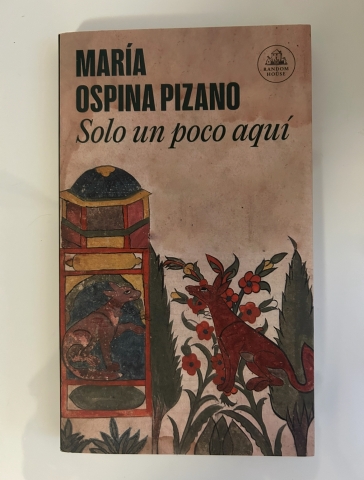 MARÍA
OSPINA PIZANO
Solo un poco aquí
RANDOM
HOUSE